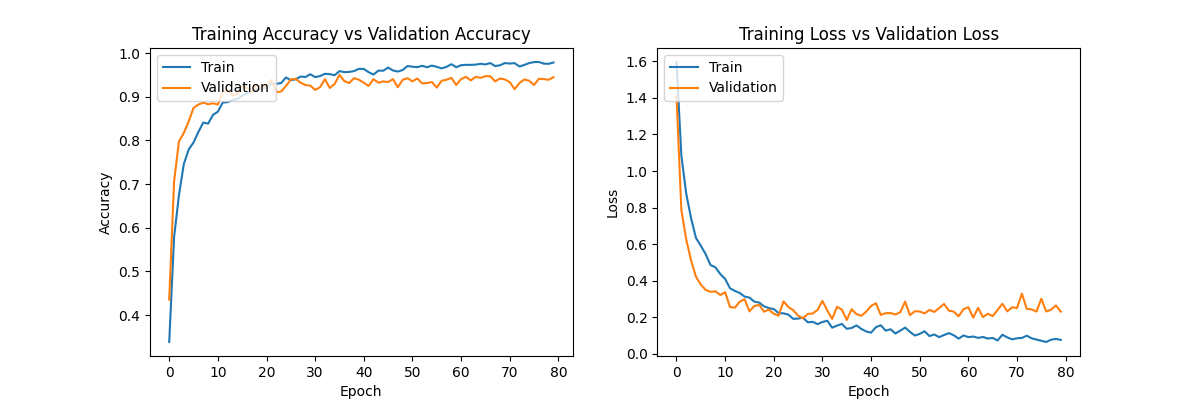 Training Accuracy vs Validation Accuracy
1.0
0.9
0.8
0.7
0.6
0.5
0.4
Accuracy
Train
Validation
0 10 20 30 40 50 60 70 80
Epoch
Training Loss vs Validation Loss
1.6
1.4
1.2
1.0
0.8
0.6
0.4
0.2
0.0
Loss
Train
Validation
0 10 20 30 40 50 60 70 80
Epoch